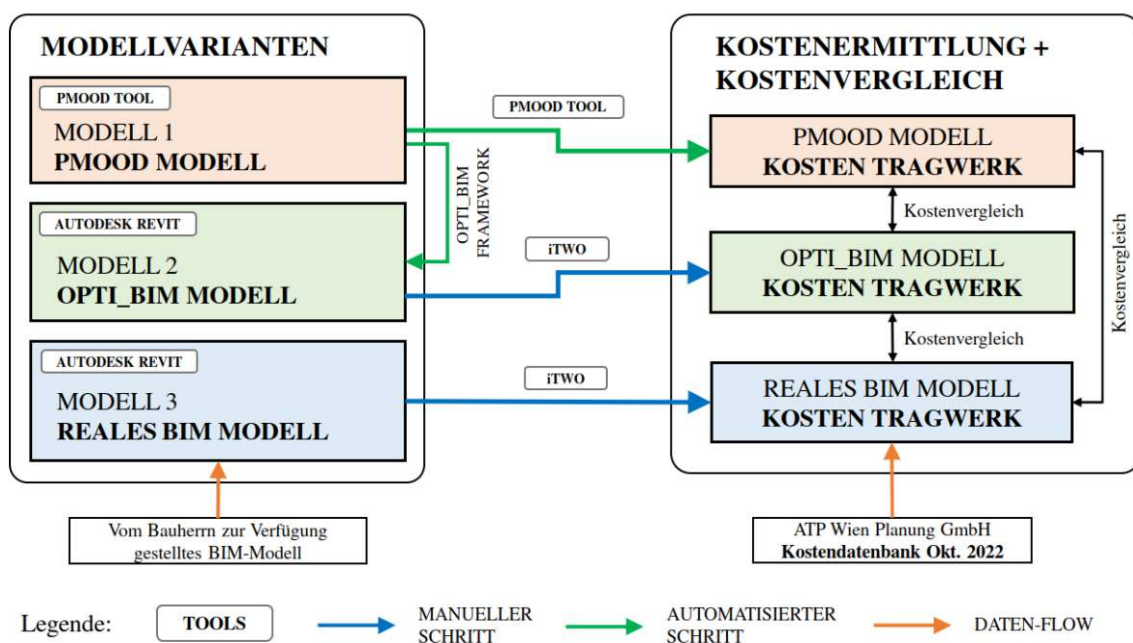 MODELLVARIANTEN
PMOOD TOOL
MODELL 1
PMOOD MODELL
AUTODESK REVIT
MODELL 2
OPTI_BIM MODELL
AUTODESK REVIT
MODELL 3
REALES BIM MODELL
Vom Bauherrn zur Verfügung
gestelltes BIM-Modell
PMOOD TOOL
OPTI_BIM
FRAMEWORK
iTWO
iTWO
KOSTENERMITTLUNG +
KOSTENVERGLEICH
PMOOD MODELL
KOSTEN TRAGWERK
Kostenvergleich
OPTI_BIM MODELL
KOSTEN TRAGWERK
Kostenvergleich
REALES BIM MODELL
KOSTEN TRAGWERK
Kostenvergleich
ATP Wien Planung GmbH
Kostendatenbank Okt. 2022
Legende:
TOOLS
MANUELLER
SCHRITT
AUTOMATISIERTER
SCHRITT
DATEN-FLOW